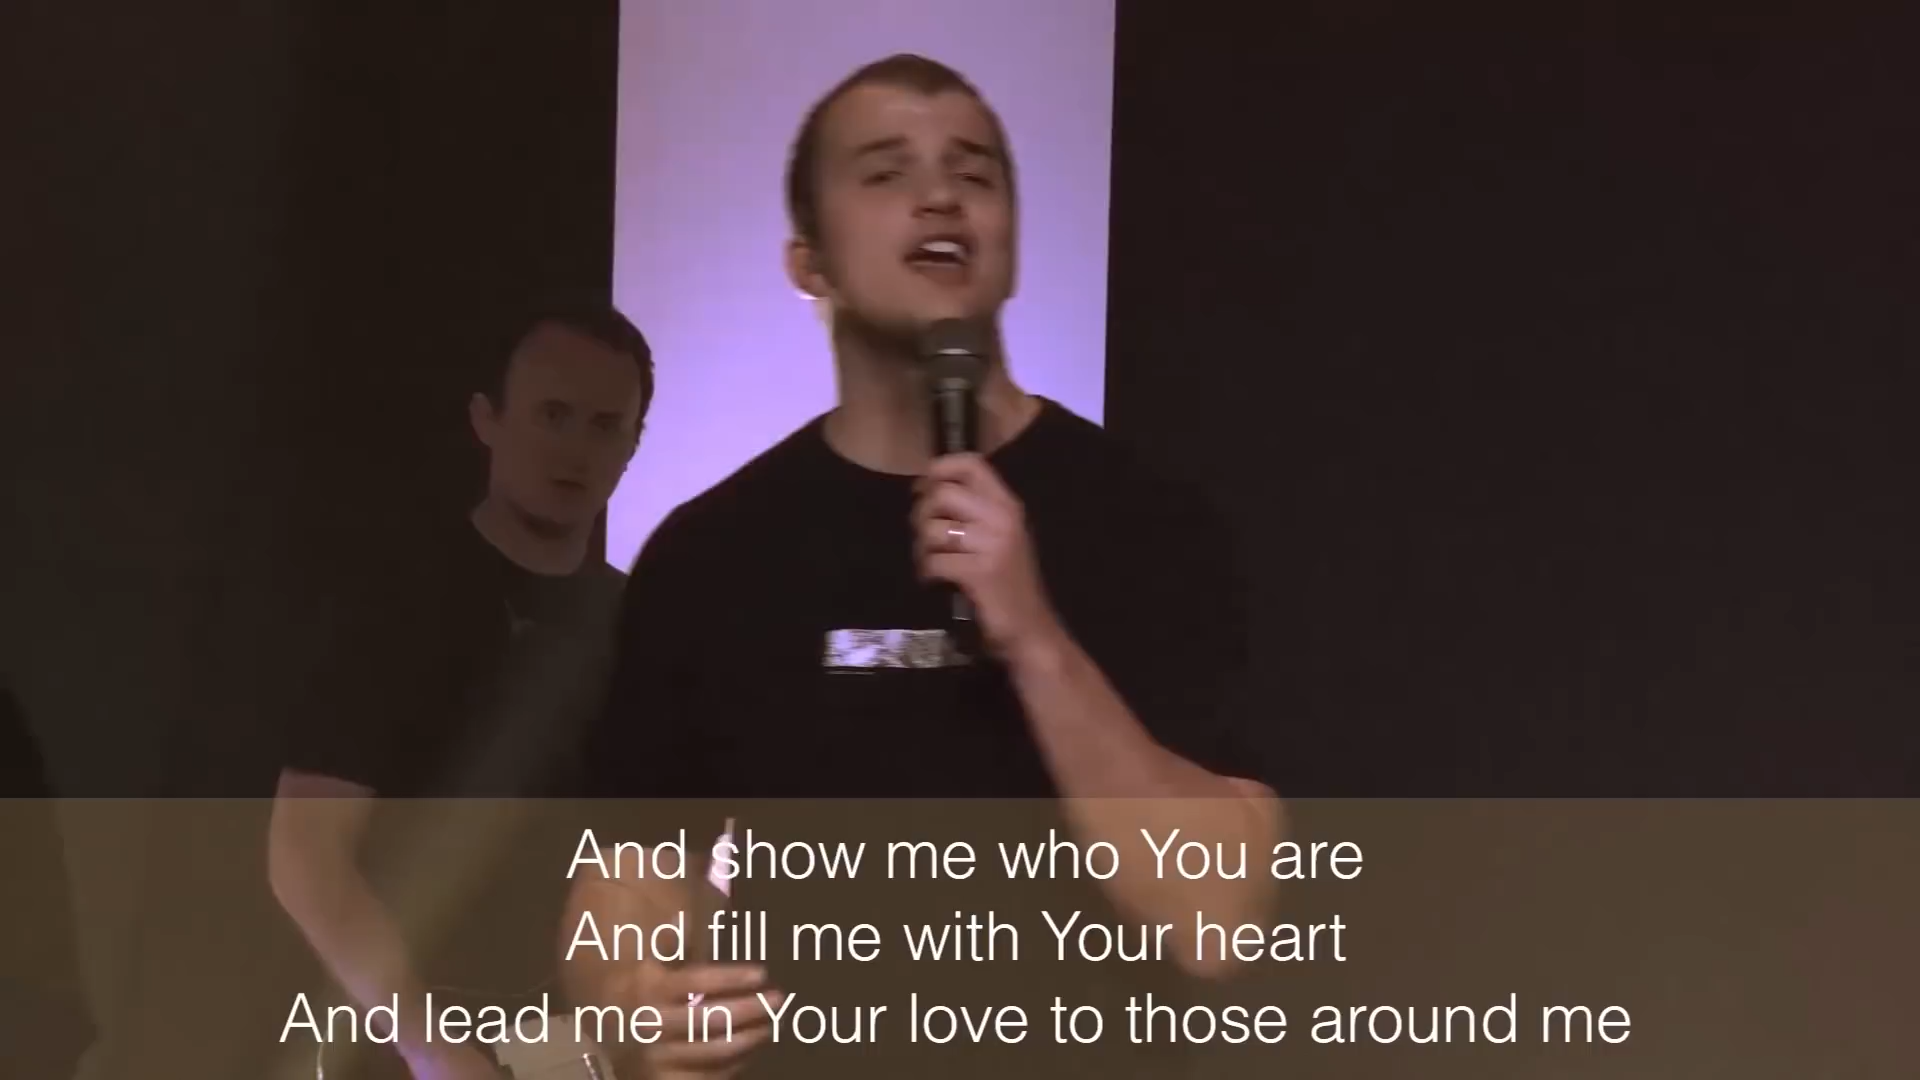 And show me who You are
And fill me with Your heart
And lead me in Your love to those around me